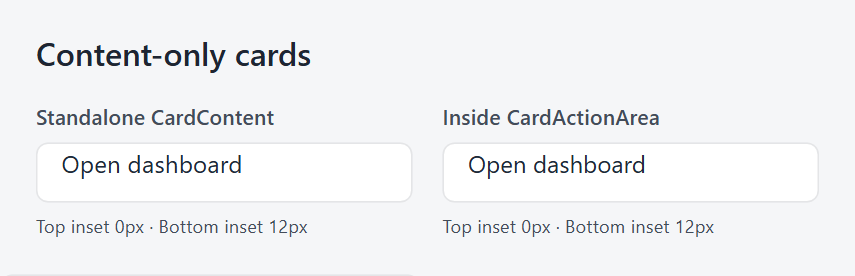 Content-only cards
Standalone CardContent
Inside CardActionArea
Open dashboard
Open dashboard
Top inset 0px · Bottom inset 12px
Top inset 0px · Bottom inset 12px